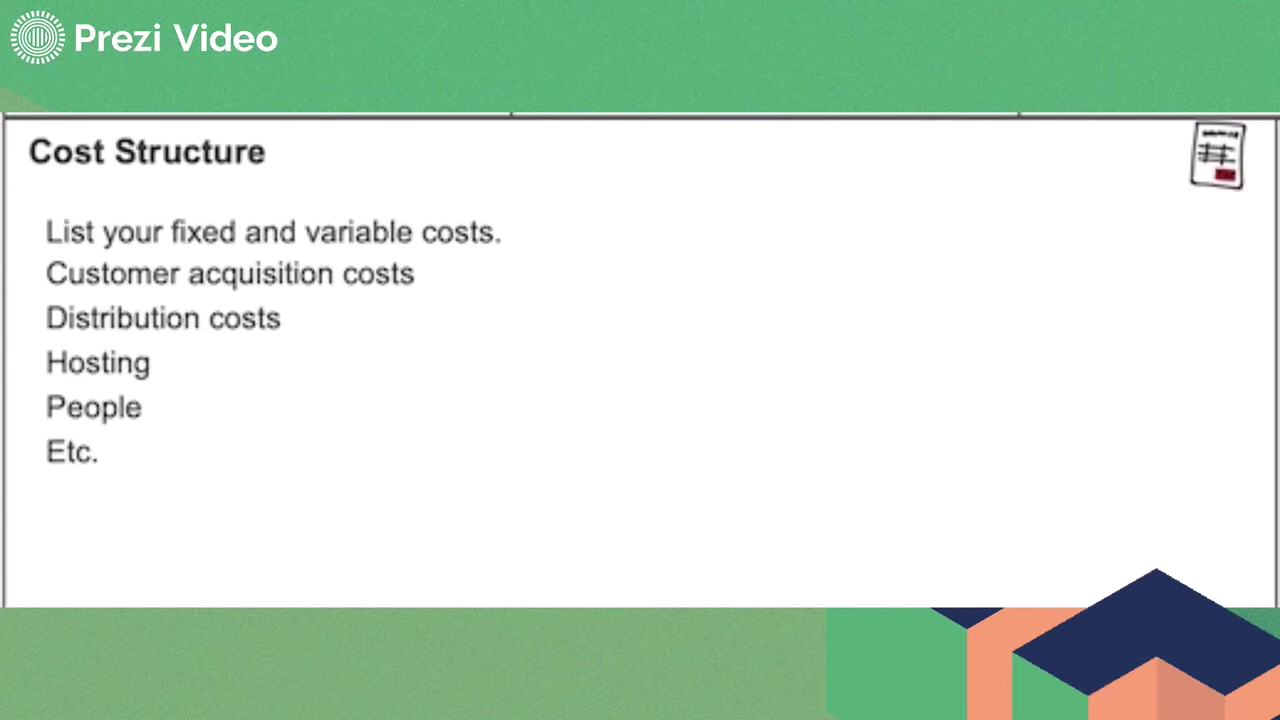 Prezi Video
Cost Structure
List your fixed and variable costs.
Customer acquisition costs
Distribution costs
Hosting
People
Etc.